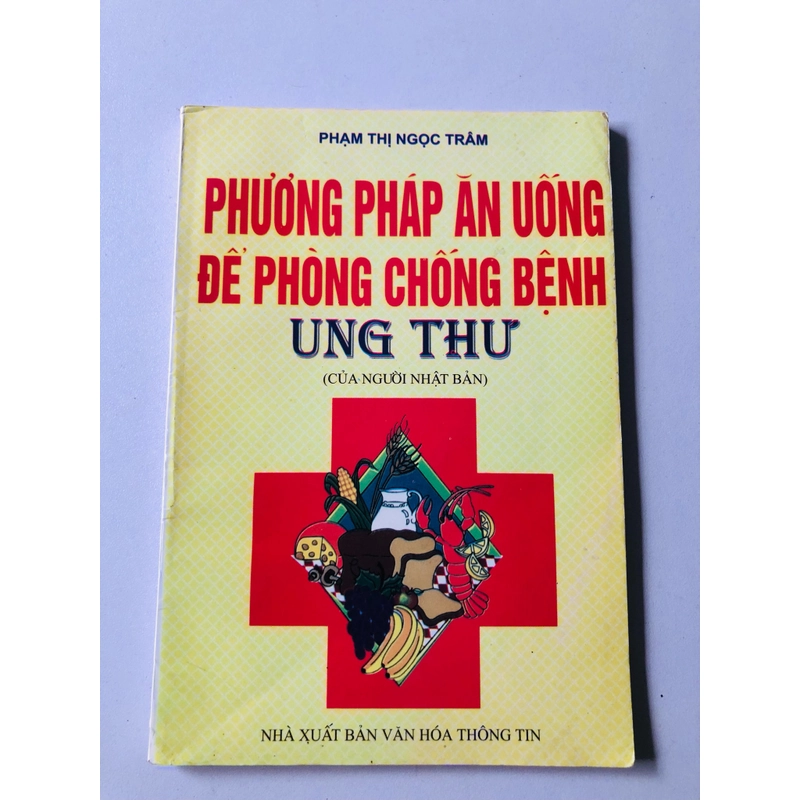 PHẠM THỊ NGỌC TRÂM
PHƯƠNG PHÁP ĂN UỐNG
ĐỂ PHÒNG CHỐNG BỆNH
UNG THƯ
(CỦA NGƯỜI NHẬT BẢN)
NHÀ XUẤT BẢN VĂN HÓA THÔNG TIN